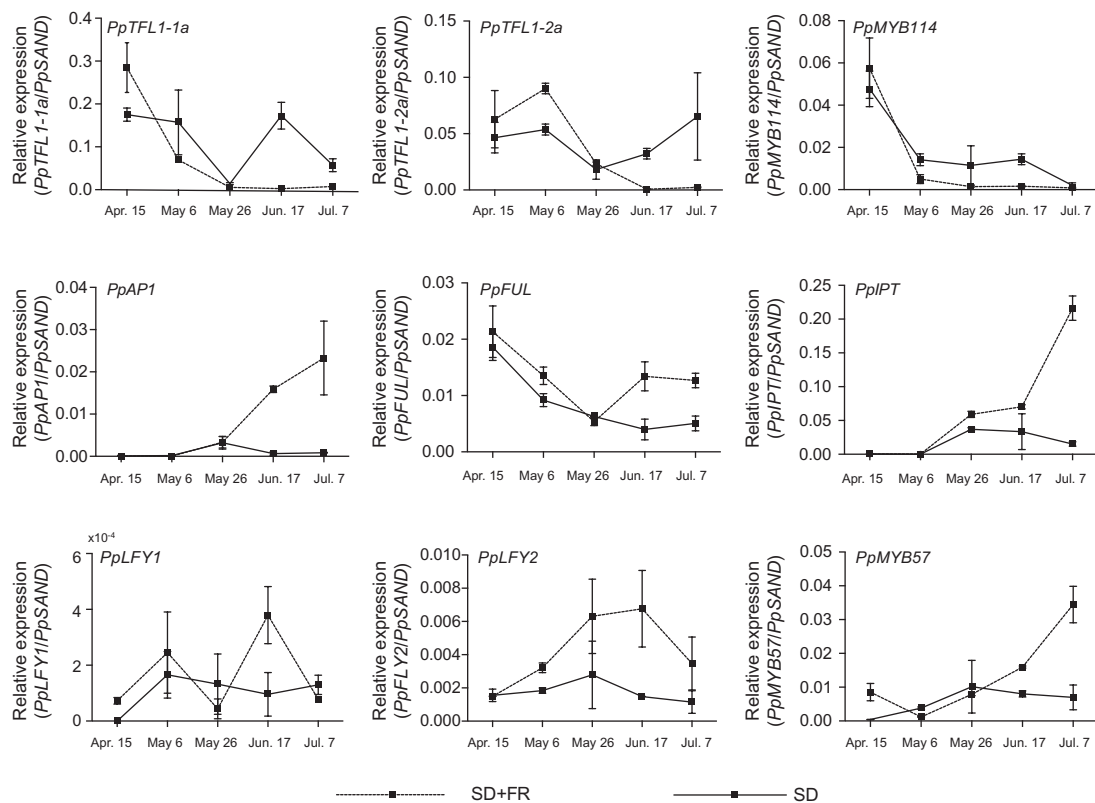 PpTFL1-1a
Relative expression
(PpTFL1-1a/PpSAND)
0.4
0.3
0.2
0.1
0.0
Apr. 15 May 6 May 26 Jun. 17 Jul. 7
PpTFL1-2a
Relative expression
(PpTFL1-2a/PpSAND)
0.15
0.10
0.05
0.00
Apr. 15 May 6 May 26 Jun. 17 Jul. 7
PpMYB114
Relative expression
(PpMYB114/PpSAND)
0.08
0.06
0.04
0.02
0.00
Apr. 15 May 6 May 26 Jun. 17 Jul. 7
PpAP1
Relative expression
(PpAP1/PpSAND)
0.04
0.03
0.02
0.01
0.00
Apr. 15 May 6 May 26 Jun. 17 Jul. 7
PpFUL
Relative expression
(PpFUL/PpSAND)
0.03
0.02
0.01
0.00
Apr. 15 May 6 May 26 Jun. 17 Jul. 7
PpIPT
Relative expression
(PpIPT/PpSAND)
0.25
0.20
0.15
0.10
0.05
0.00
Apr. 15 May 6 May 26 Jun. 17 Jul. 7
x10-4
PpLFY1
Relative expression
(PpLFY1/PpSAND)
6
4
2
0
Apr. 15 May 6 May 26 Jun. 17 Jul. 7
PpLFY2
Relative expression
(PpFLY2/PpSAND)
0.010
0.008
0.006
0.004
0.002
0.000
Apr. 15 May 6 May 26 Jun. 17 Jul. 7
PpMYB57
Relative expression
(PpMYB57/PpSAND)
0.05
0.04
0.03
0.02
0.01
0.00
Apr. 15 May 6 May 26 Jun. 17 Jul. 7
SD+FR SD